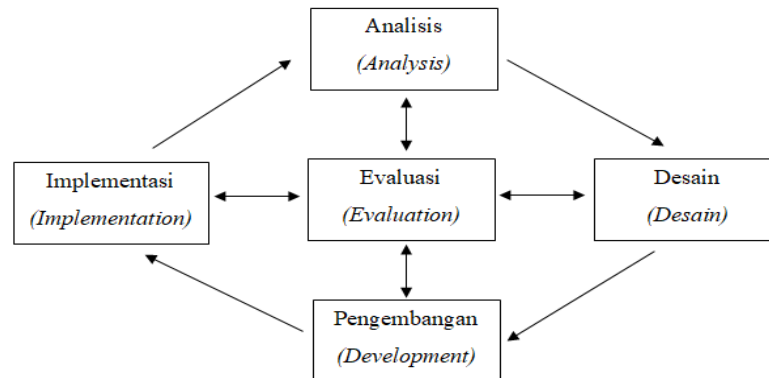 Analisis
(Analysis)
Implementasi
(Implementation)
Evaluasi
(Evaluation)
Desain
(Desain)
Pengembangan
(Development)